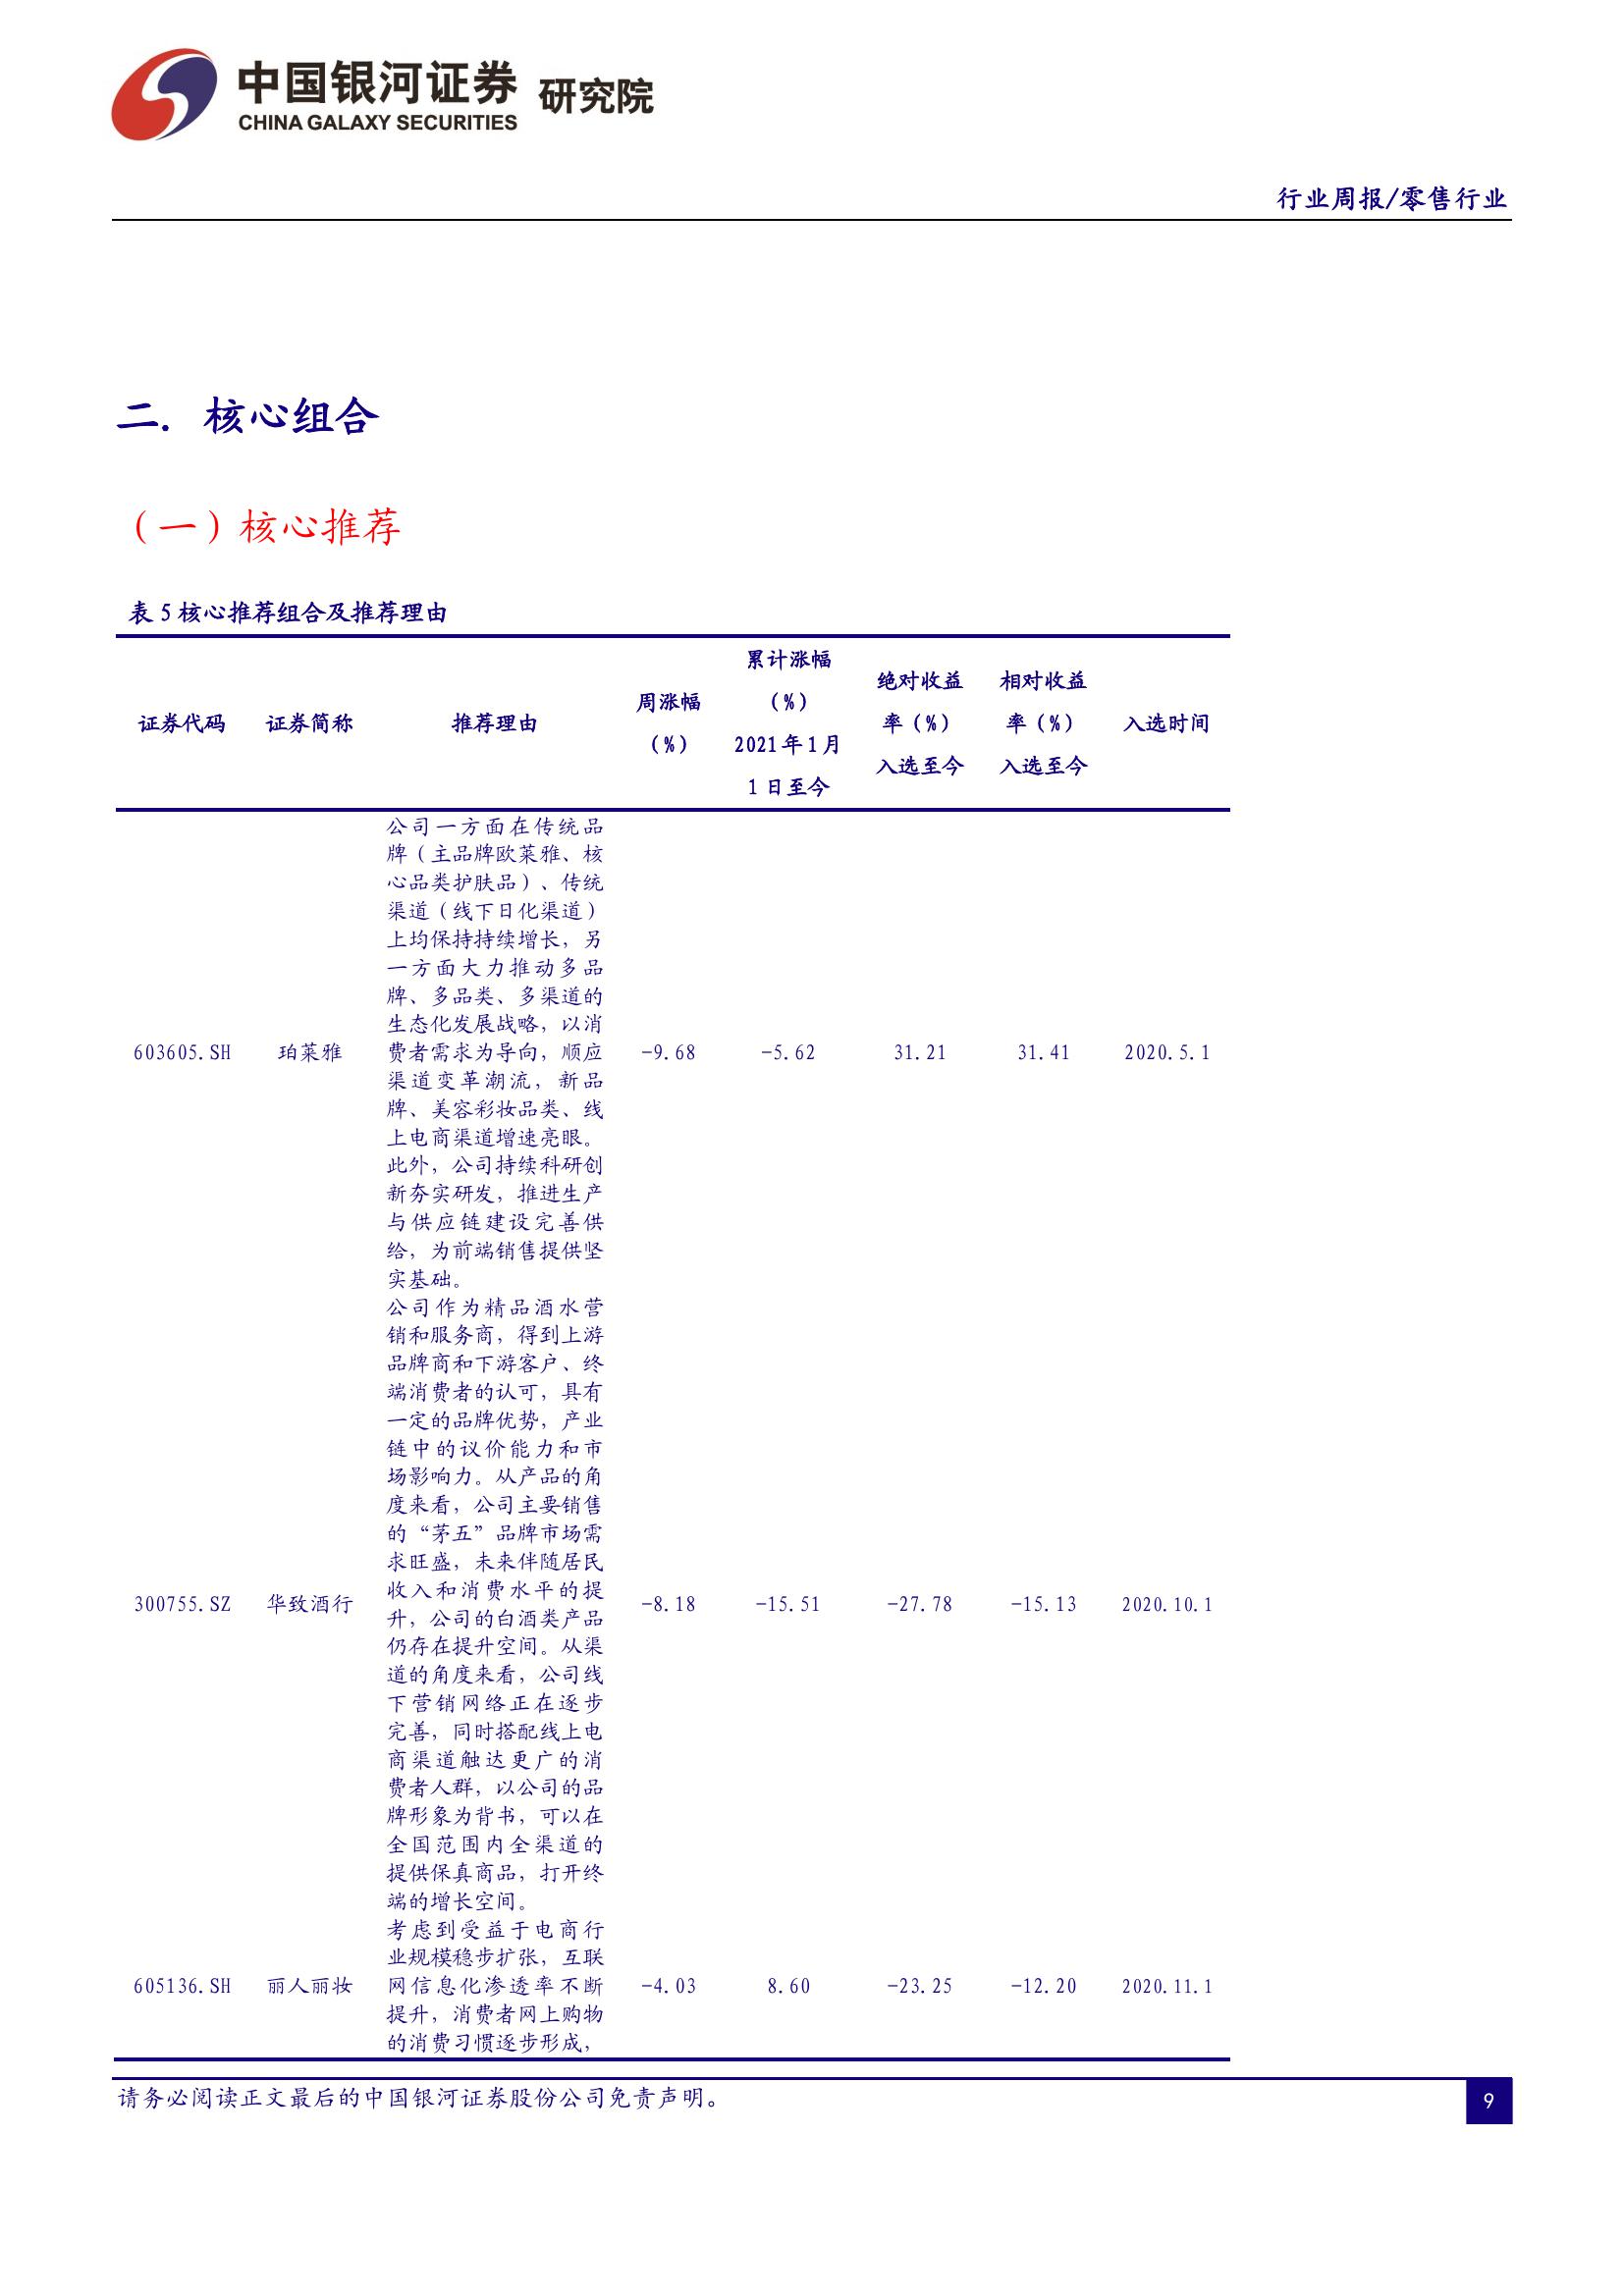 中国银河证券 研究院
CHINA GALAXY SECURITIES
行业周报/零售行业
二. 核心组合
（一）核心推荐
表 5 核心推荐组合及推荐理由
证券代码
证券简称
推荐理由
周涨幅
（%）
累计涨幅
（%）
2021 年 1 月
1 日至今
绝对收益
率（%）
入选至今
相对收益
率（%）
入选至今
入选时间
603605.SH
珀莱雅
公司一方面在传统品
牌（主品牌欧莱雅、核
心品类护肤品）、传统
渠道（线下日化渠道）
上均保持持续增长，另
一方面大力推动多品
牌、多品类、多渠道的
生态化发展战略，以消
费者需求为导向，顺应
渠道变革潮流，新品
牌、美容彩妆品类、线
上电商渠道增速亮眼。
此外，公司持续科研创
新夯实研发，推进生产
与供应链建设完善供
给，为前端销售提供坚
实基础。
-9.68
-5.62
31.21
31.41
2020.5.1
300755.SZ
华致酒行
公司作为精品酒水营
销和服务商，得到上游
品牌商和下游客户、终
端消费者的认可，具有
一定的品牌优势，产业
链中的议价能力和市
场影响力。从产品的角
度来看，公司主要销售
的“茅五”品牌市场需
求旺盛，未来伴随居民
收入和消费水平的提
升，公司的白酒类产品
仍存在提升空间。从渠
道的角度来看，公司线
下营销网络正在逐步
完善，同时搭配线上电
商渠道触达更广的消
费者人群，以公司的品
牌形象为背书，可以在
全国范围内全渠道的
提供保真商品，打开终
端的增长空间。
-8.18
-15.51
-27.78
-15.13
2020.10.1
605136.SH
丽人丽妆
考虑到受益于电商行
业规模稳步扩张，互联
网信息化渗透率不断
提升，消费者网上购物
的消费习惯逐步形成，
-4.03
8.60
-23.25
-12.20
2020.11.1
请务必阅读正文最后的中国银河证券股份公司免责声明。
9